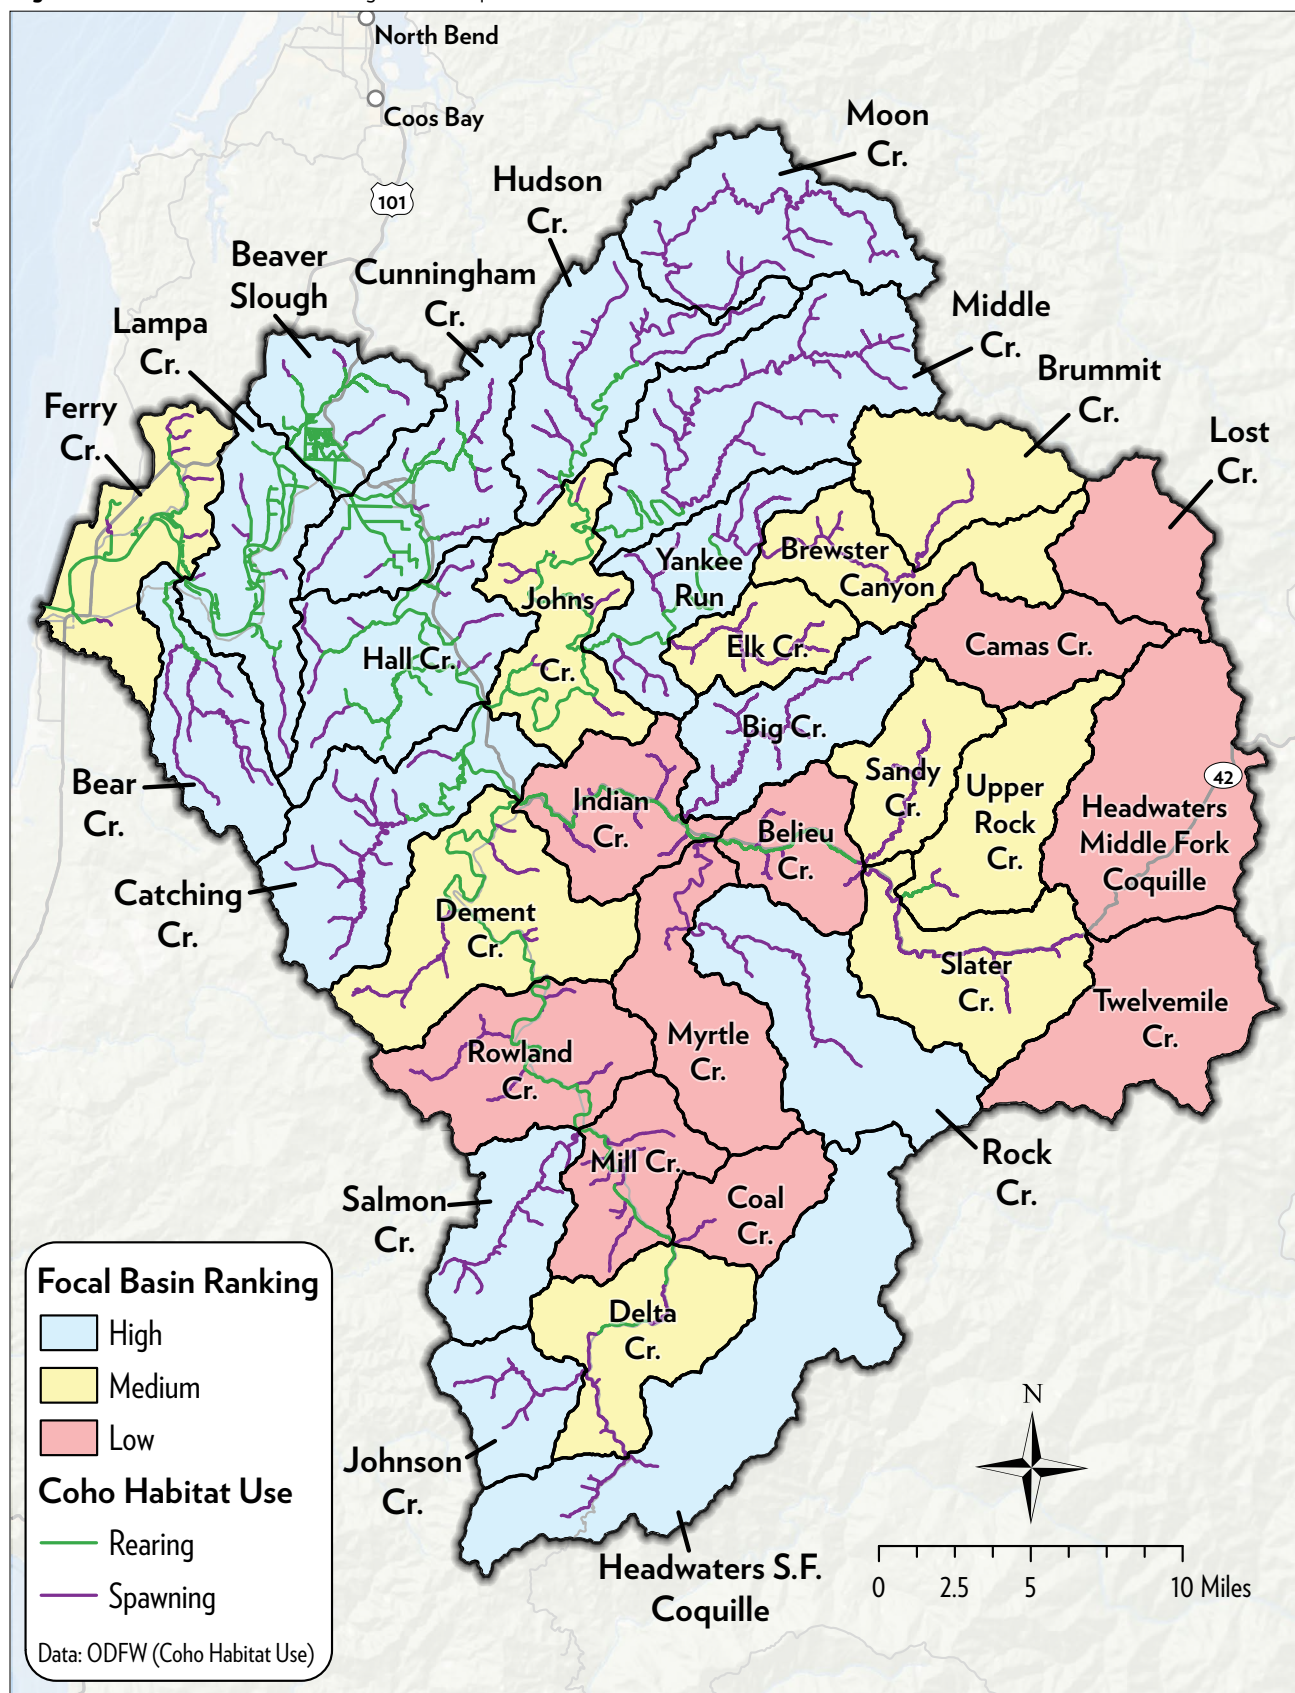 North Bend
Coos Bay
101
Moon
Cr.
Hudson
Cr.
Beaver
Slough
Cunningham
Cr.
Lampa
Cr.
Middle
Cr.
Brummit
Cr.
Ferry
Cr.
Lost
Cr.
Yankee
Run
Brewster
Canyon
Johns
Cr.
Elk Cr.
Camas Cr.
Hall Cr.
Big Cr.
Bear
Cr.
Sandy
Cr.
Upper
Rock
Cr.
42
Headwaters
Middle Fork
Coquille
Indian
Cr.
Belieu
Cr.
Catching
Cr.
Dement
Cr.
Slater
Cr.
Twelvemile
Cr.
Rowland
Cr.
Myrtle
Cr.
Rock
Cr.
Mill Cr.
Salmon
Cr.
Coal
Cr.
Delta
Cr.
Johnson
Cr.
Headwaters S.F.
Coquille
Focal Basin Ranking
High
Medium
Low
Coho Habitat Use
Rearing
Spawning
Data: ODFW (Coho Habitat Use)
N
0 2.5 5 10 Miles